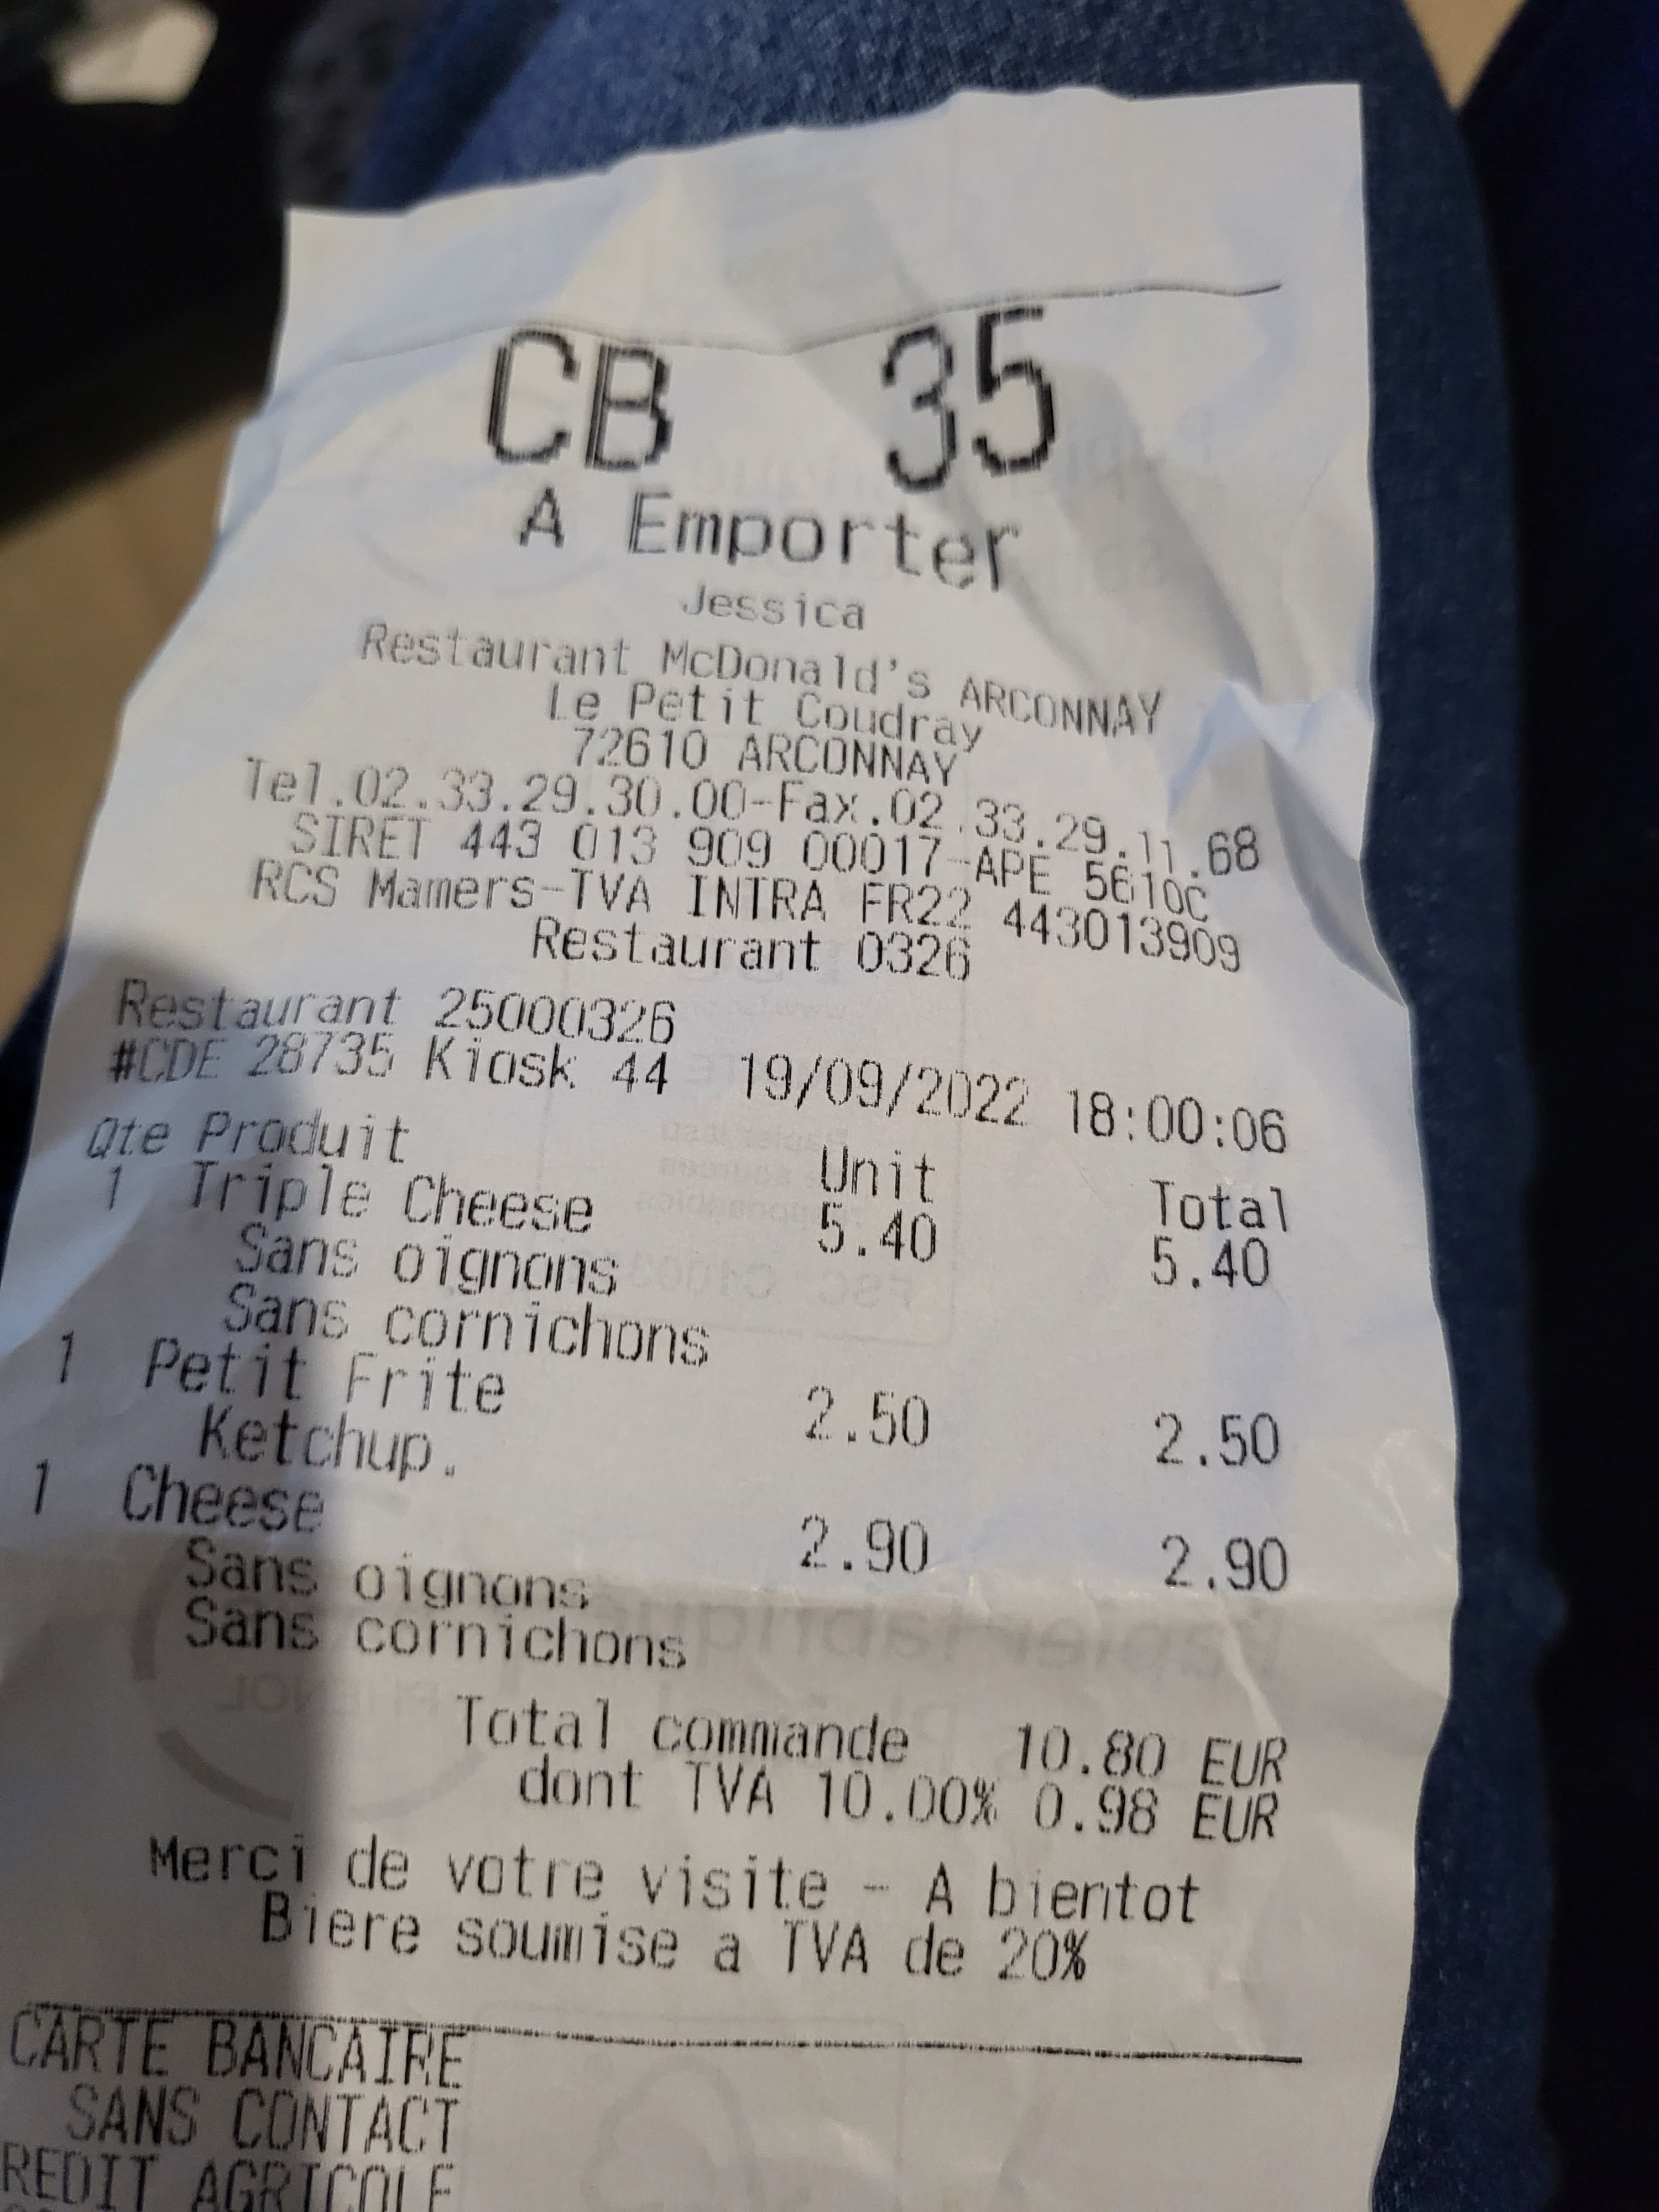 CB 35
A Emporter
Jessica
Restaurant McDonald's ARCONNAY
Le Petit Coudray
72610 ARCONNAY
Tel.02.33.29.30.00-Fax.02.33.29.11.68
SIRET 443 013 909 00017-APE 5610C
RCS Mamers-TVA INTRA FR22 443013909
Restaurant 0326
Restaurant 25000326
#CDE 28735 Kiosk 44 19/09/2022 18:00:06
Qte Produit Unit Total
1 Triple Cheese 5.40 5.40
Sans oignons
Sans cornichons
1 Petit Frite 2.50 2.50
Ketchup.
1 Cheese 2.90 2.90
Sans oignons
Sans cornichons
Total commande 10.80 EUR
dont TVA 10.00% 0.98 EUR
Merci de votre visite - A bientot
Biere soumise a TVA de 20%
CARTE BANCAIRE
SANS CONTACT
REDIT AGRICOLE